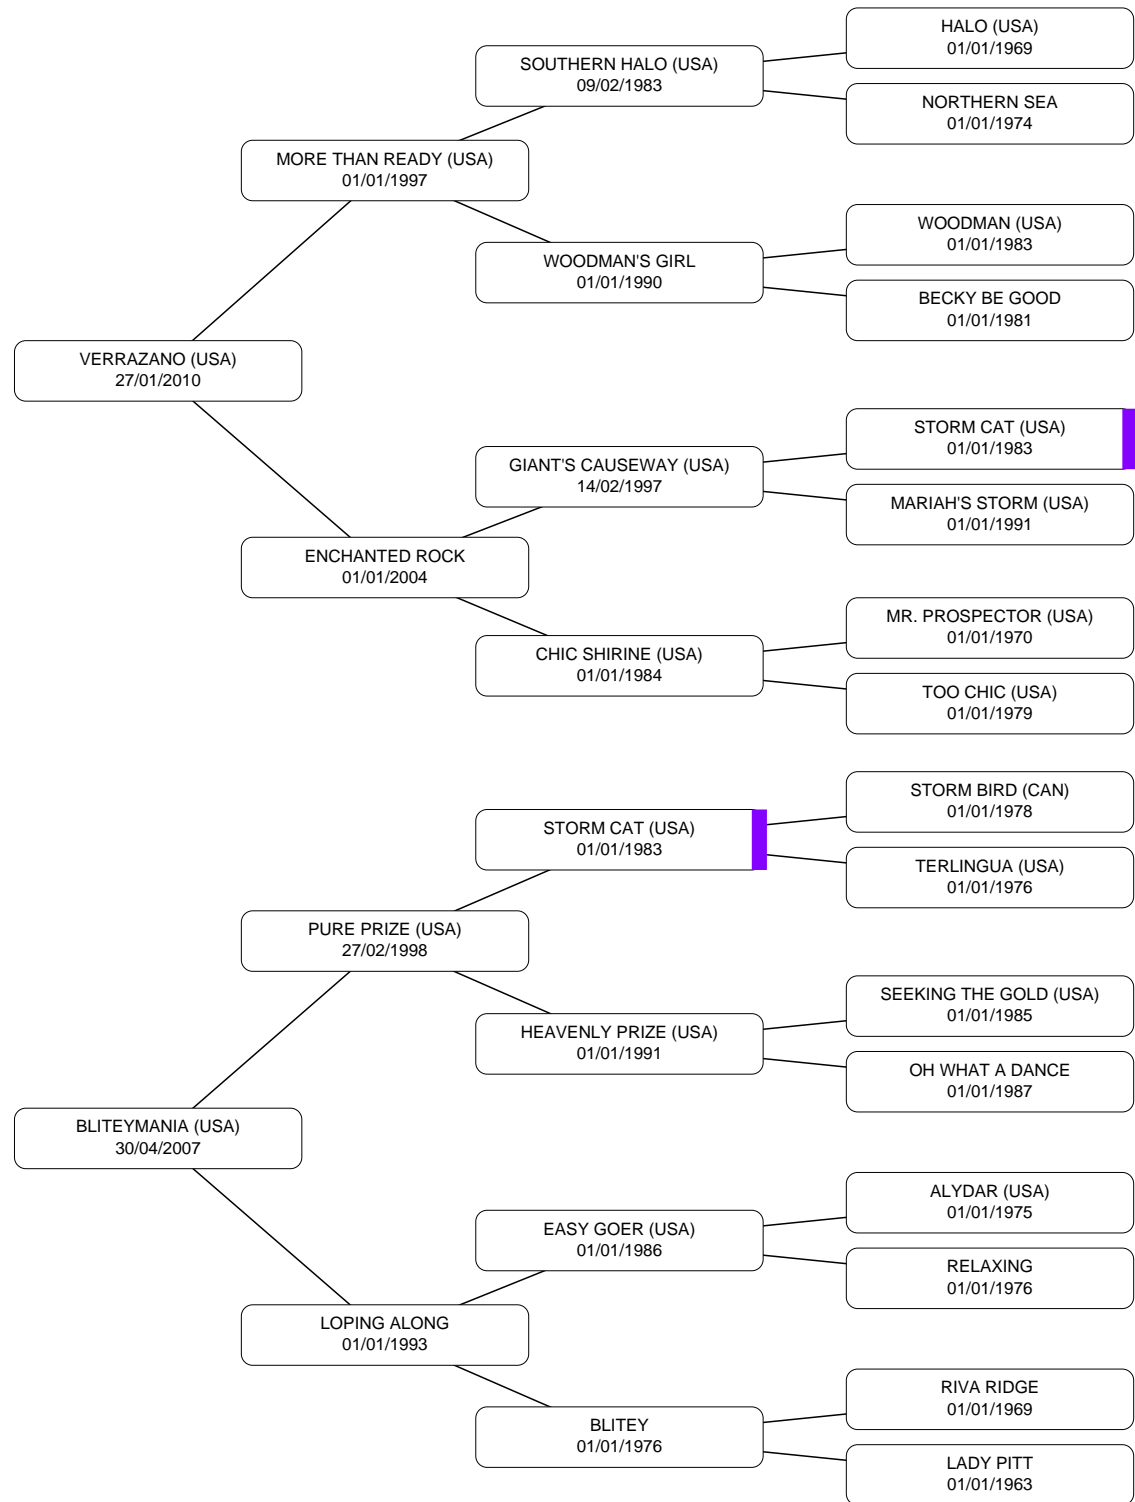 HALO (USA)
01/01/1969
SOUTHERN HALO (USA)
09/02/1983
NORTHERN SEA
01/01/1974
MORE THAN READY (USA)
01/01/1997
WOODMAN (USA)
01/01/1983
WOODMAN'S GIRL
01/01/1990
BECKY BE GOOD
01/01/1981
VERRAZANO (USA)
27/01/2010
STORM CAT (USA)
01/01/1983
GIANT'S CAUSEWAY (USA)
14/02/1997
MARIAH'S STORM (USA)
01/01/1991
ENCHANTED ROCK
01/01/2004
MR. PROSPECTOR (USA)
01/01/1970
CHIC SHIRINE (USA)
01/01/1984
TOO CHIC (USA)
01/01/1979
STORM BIRD (CAN)
01/01/1978
STORM CAT (USA)
01/01/1983
TERLINGUA (USA)
01/01/1976
PURE PRIZE (USA)
27/02/1998
SEEKING THE GOLD (USA)
01/01/1985
HEAVENLY PRIZE (USA)
01/01/1991
OH WHAT A DANCE
01/01/1987
BLITEYMANIA (USA)
30/04/2007
ALYDAR (USA)
01/01/1975
EASY GOER (USA)
01/01/1986
RELAXING
01/01/1976
LOPING ALONG
01/01/1993
RIVA RIDGE
01/01/1969
BLITEY
01/01/1976
LADY PITT
01/01/1963